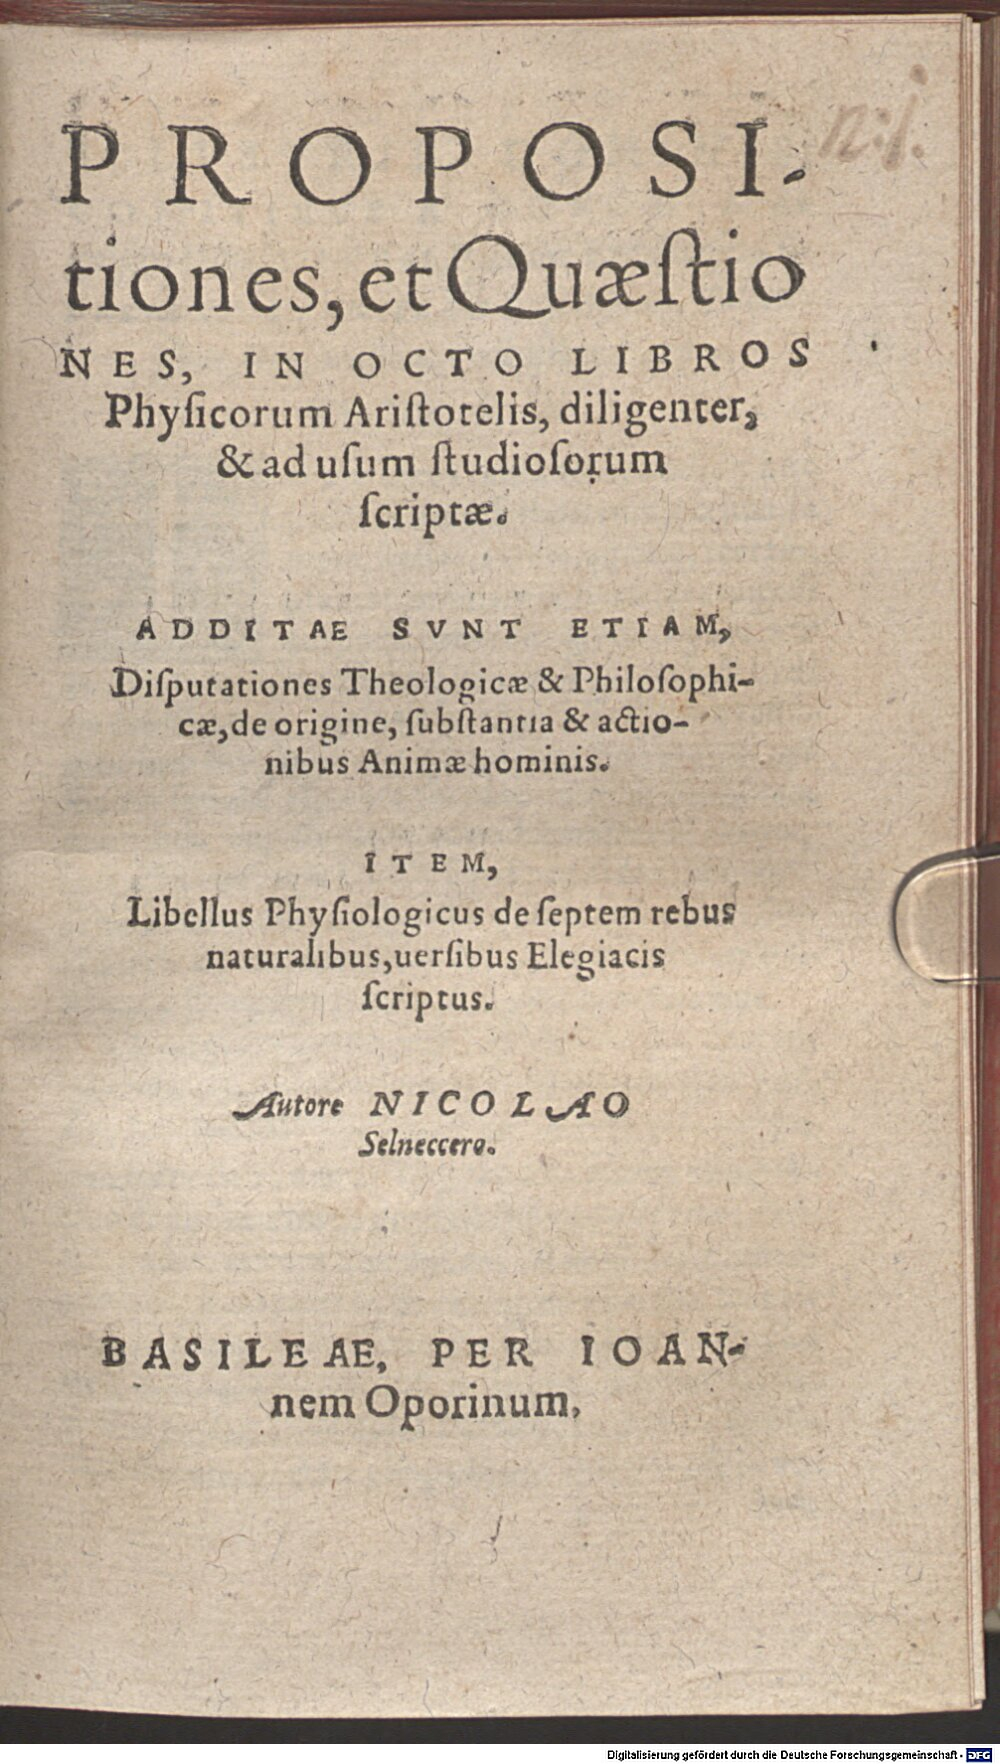 PROPOSI-
tiones, et Quæſtio
NES, IN OCTO LIBROS
Phyſicorum Ariſtotelis, diligenter,
& ad uſum ſtudioſorum
ſcriptæ.
ADDITAE SVNT ETIAM,
Diſputationes Theologicæ & Philoſophi-
cæ, de origine, ſubſtantia & actio-
nibus Animæ hominis.
ITEM,
Libellus Phyſiologicus de ſeptem rebus
naturalibus, uerſibus Elegiacis
ſcriptus.
Autore NICOLAO
Selneccero.
BASILEAE, PER IOAN-
nem Oporinum.
Digitalisierung gefördert durch die Deutsche Forschungsgemeinschaft - DFG